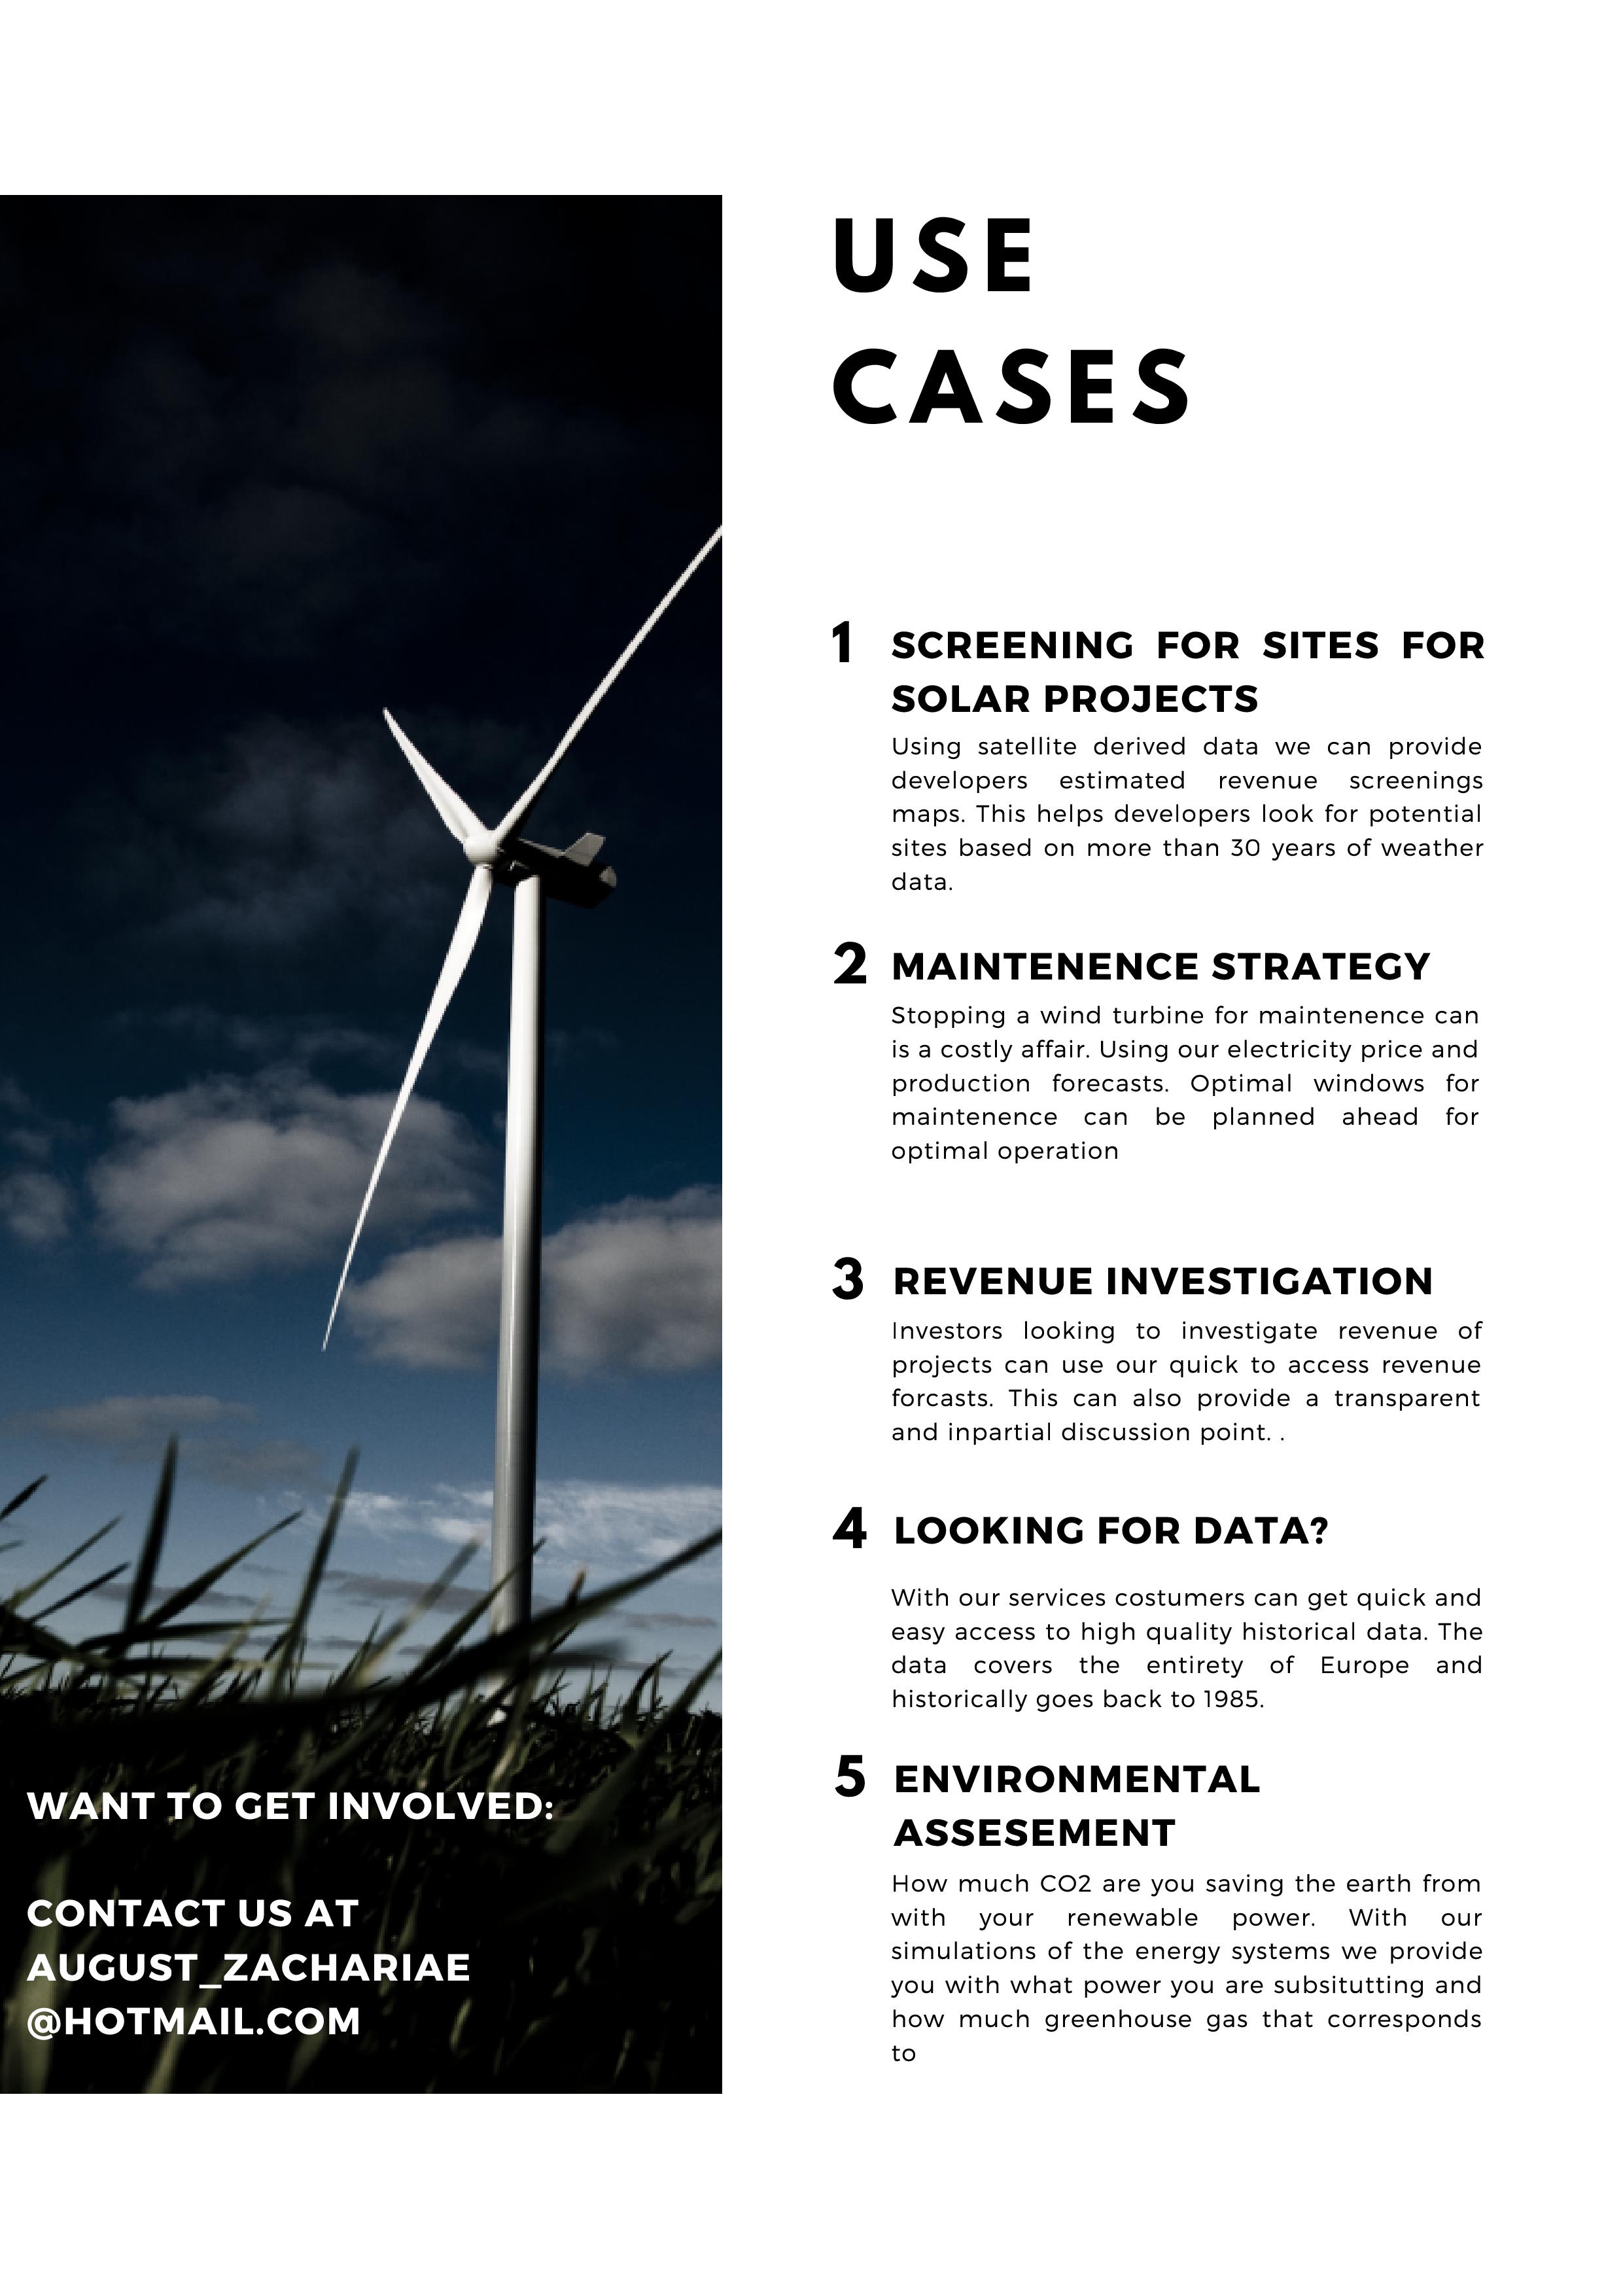 USE
CASES
1 SCREENING FOR SITES FOR
SOLAR PROJECTS
Using satellite derived data we can provide
developers estimated revenue screenings
maps. This helps developers look for potential
sites based on more than 30 years of weather
data.
2 MAINTENENCE STRATEGY
Stopping a wind turbine for maintenence can
is a costly affair. Using our electricity price and
production forecasts. Optimal windows for
maintenence can be planned ahead for
optimal operation
3 REVENUE INVESTIGATION
Investors looking to investigate revenue of
projects can use our quick to access revenue
forcasts. This can also provide a transparent
and inpartial discussion point. .
4 LOOKING FOR DATA?
With our services costumers can get quick and
easy access to high quality historical data. The
data covers the entirety of Europe and
historically goes back to 1985.
5 ENVIRONMENTAL
ASSESEMENT
How much CO2 are you saving the earth from
with your renewable power. With our
simulations of the energy systems we provide
you with what power you are subsitutting and
how much greenhouse gas that corresponds
to
WANT TO GET INVOLVED:
CONTACT US AT
AUGUST_ZACHARIAE
@HOTMAIL.COM